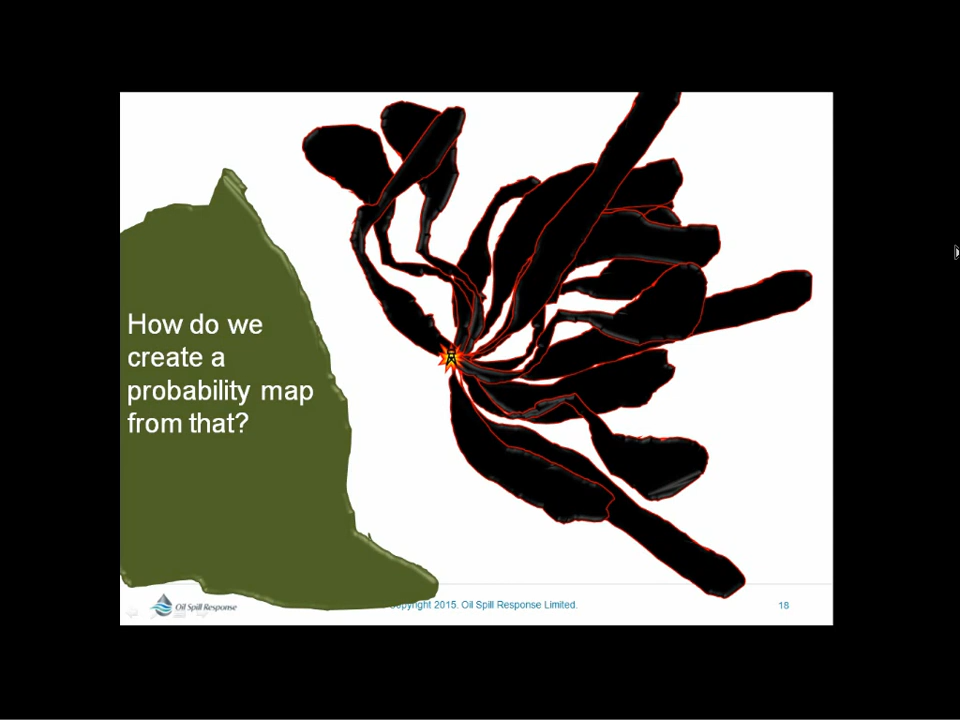 How do we
create a
probability map
from that?
Oil Spill Response
Copyright 2015. Oil Spill Response Limited.
18